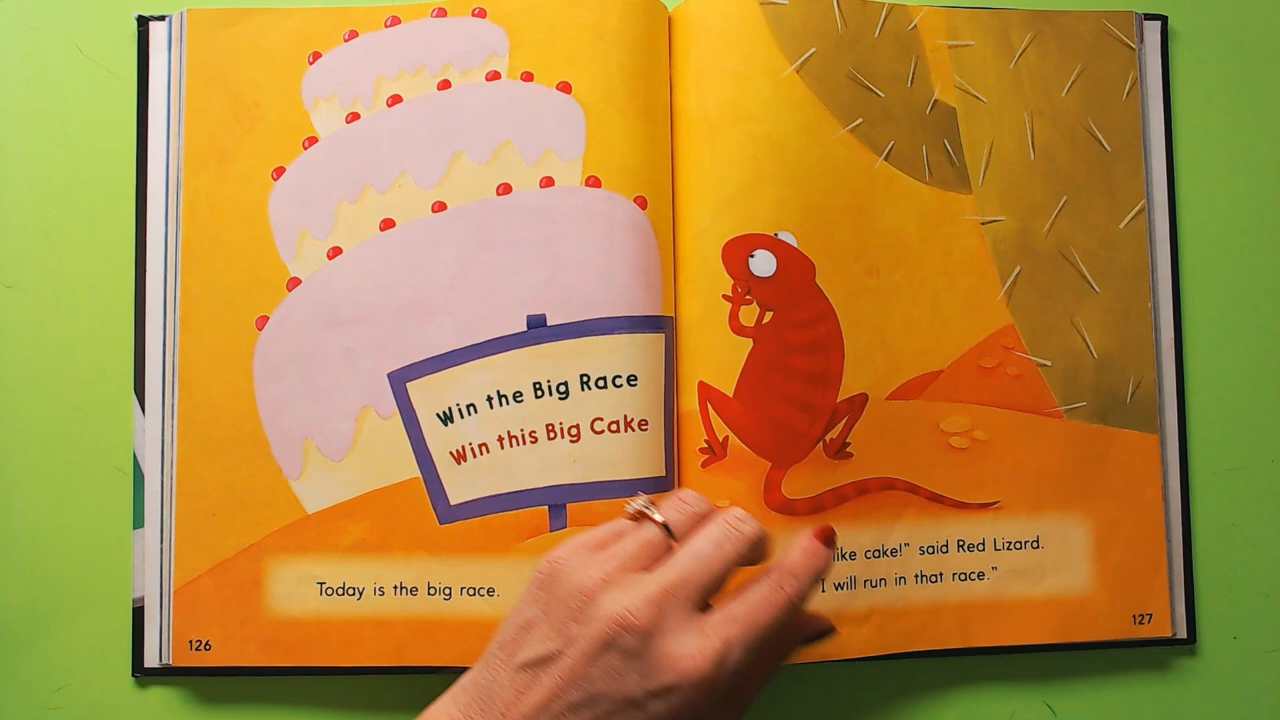 Win the Big Race
Win this Big Cake
Today is the big race.
like cake!" said Red Lizard.
"I will run in that race."
126
127